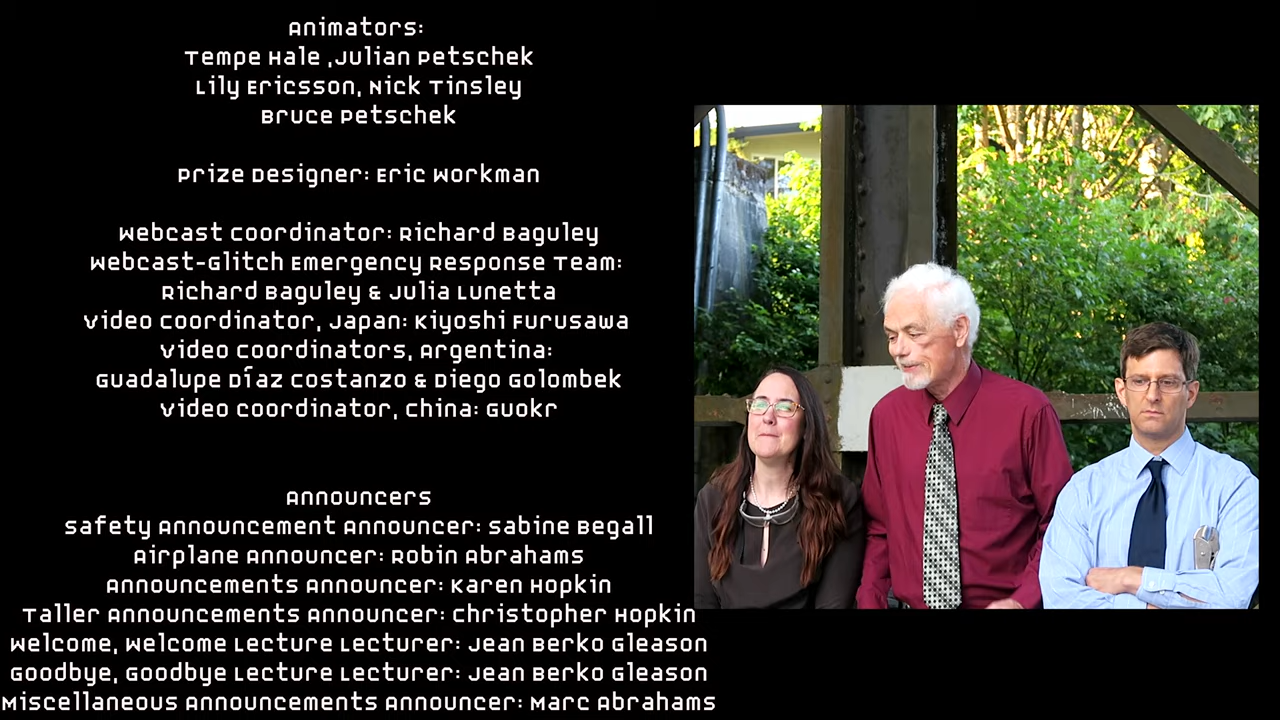 Animators:
Tempe Hale ,Julian Petschek
Lily Ericsson, Nick Tinsley
Bruce Petschek
Prize Designer: Eric Workman
Webcast Coordinator: Richard Baguley
Webcast-Glitch Emergency Response Team:
Richard Baguley & Julia Lunetta
Video Coordinator, Japan: Kiyoshi Furusawa
Video Coordinators, Argentina:
Guadalupe Díaz Costanzo & Diego Golombek
Video Coordinator, China: Guokr
Announcers
Safety Announcement Announcer: Sabine Begall
Airplane Announcer: Robin Abrahams
Announcements Announcer: Karen Hopkin
Taller Announcements Announcer: Christopher Hopkin
Welcome, Welcome Lecture Lecturer: Jean Berko Gleason
Goodbye, Goodbye Lecture Lecturer: Jean Berko Gleason
Miscellaneous Announcements Announcer: Marc Abrahams